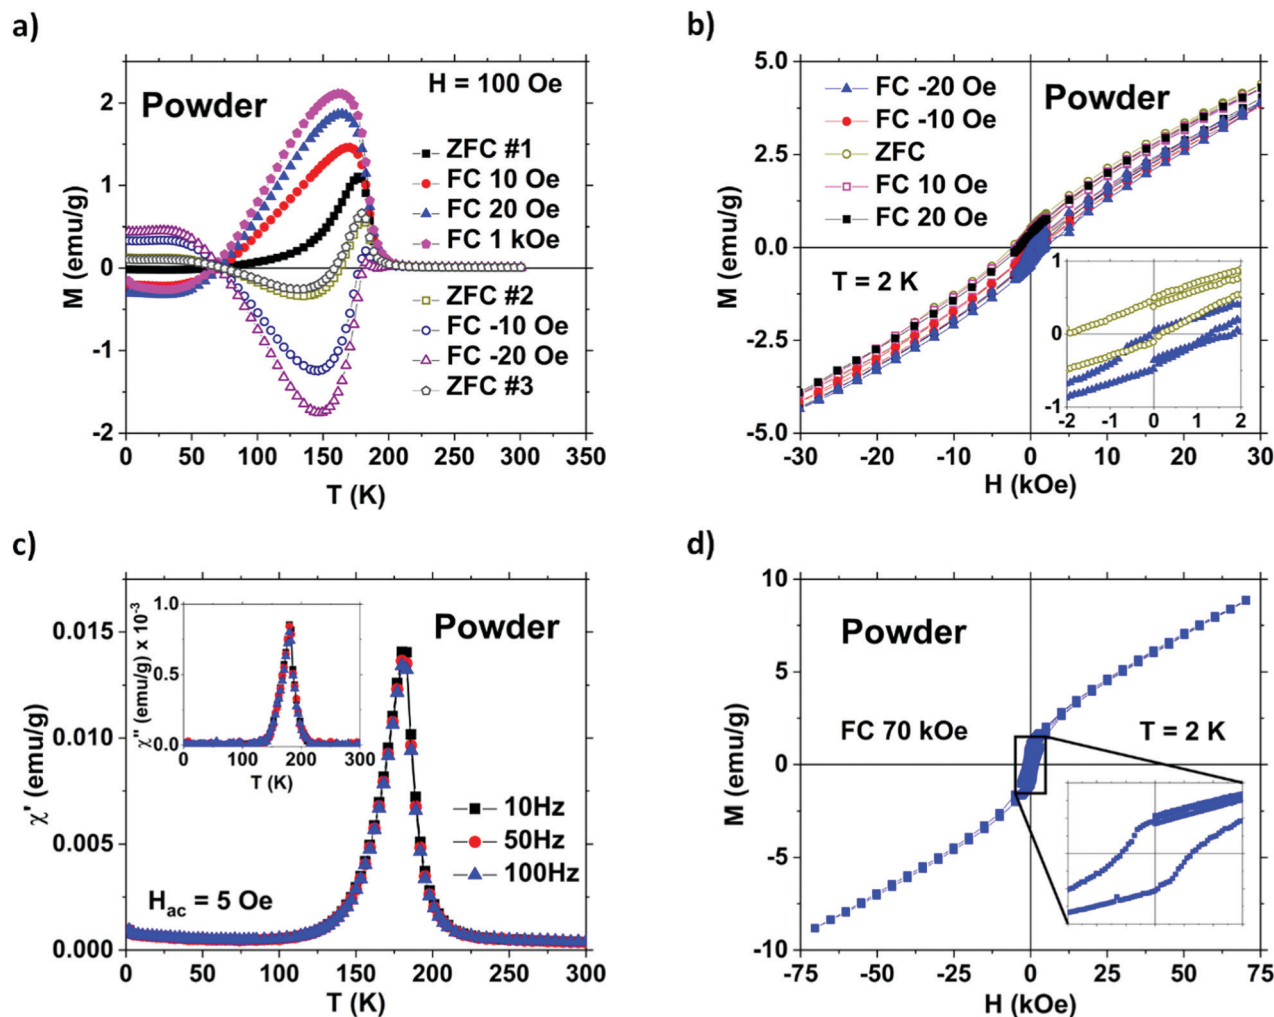 a)
Powder
H = 100 Oe
ZFC #1
FC 10 Oe
FC 20 Oe
FC 1 kOe
ZFC #2
FC -10 Oe
FC -20 Oe
ZFC #3
M (emu/g)
2
1
0
-1
-2
0 50 100 150 200 250 300 350
T (K)
b)
FC -20 Oe
FC -10 Oe
ZFC
FC 10 Oe
FC 20 Oe
Powder
T = 2 K
M (emu/g)
5.0
2.5
0.0
-2.5
-5.0
1
0
-1
-2 -1 0 1 2
-30 -20 -10 0 10 20 30
H (kOe)
c)
Powder
χ'' (emu/g) x 10-3
1.0
0.5
0.0
0 100 200 300
T (K)
10Hz
50Hz
100Hz
Hac = 5 Oe
χ' (emu/g)
0.015
0.010
0.005
0.000
0 50 100 150 200 250 300
T (K)
d)
Powder
FC 70 kOe
T = 2 K
M (emu/g)
10
5
0
-5
-10
-75 -50 -25 0 25 50 75
H (kOe)